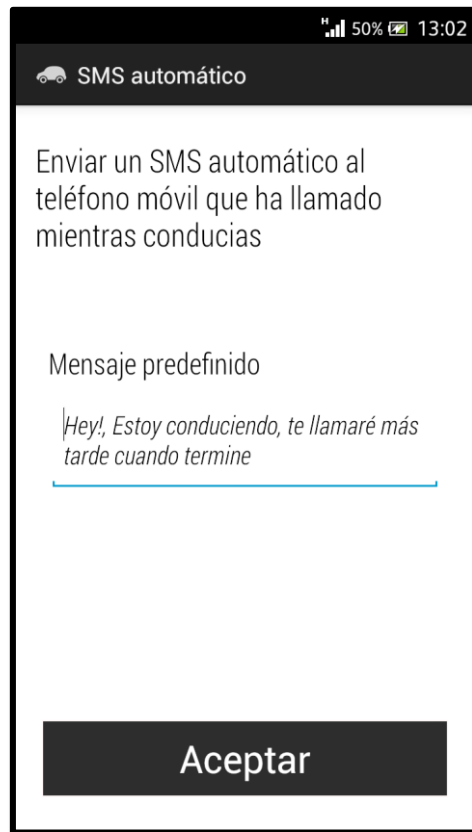 H 50% 13:02
SMS automático
Enviar un SMS automático al
teléfono móvil que ha llamado
mientras conducias
Mensaje predefinido
Hey!, Estoy conduciendo, te llamaré más
tarde cuando termine
Aceptar